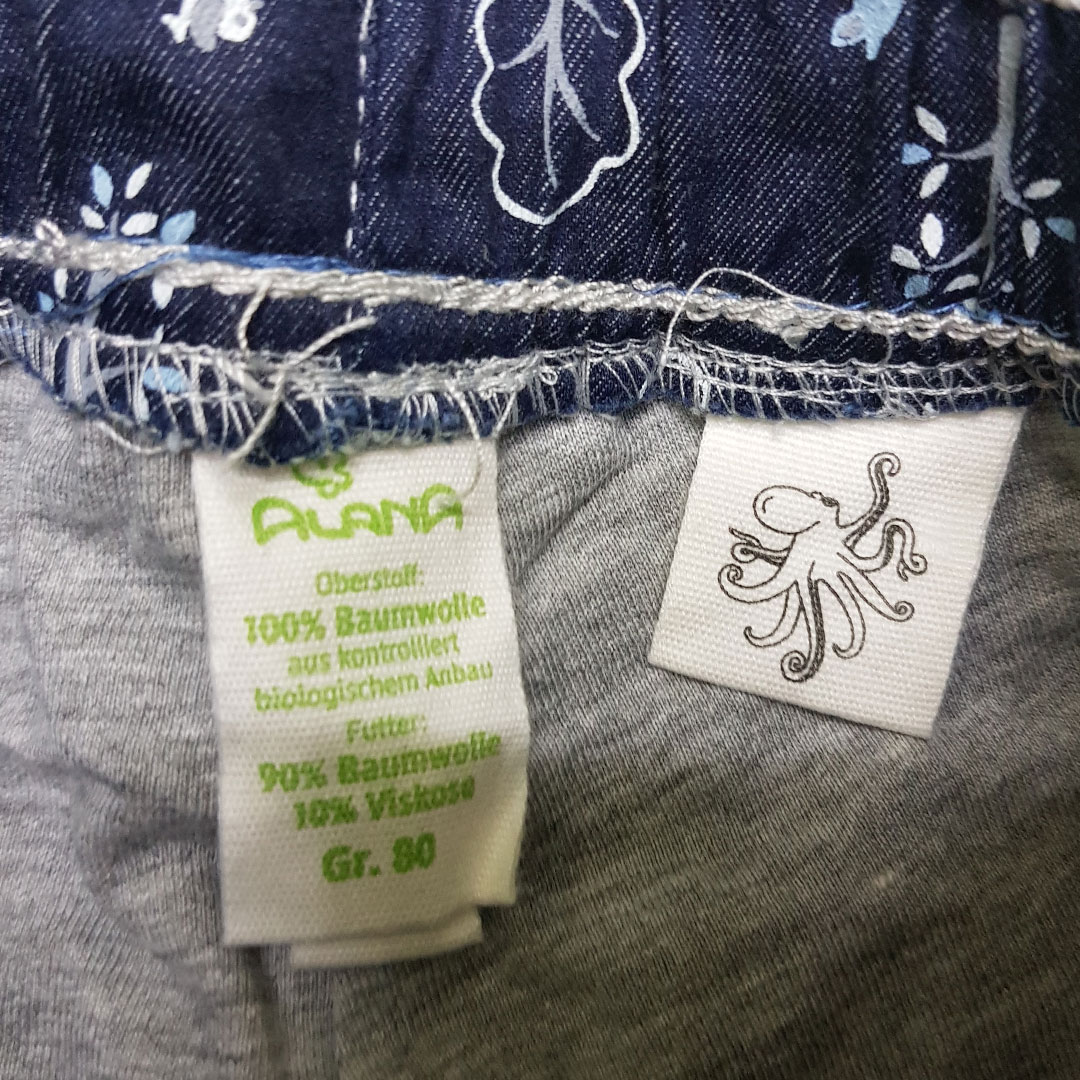 ALANA
Oberstoff:
100% Baumwolle
aus kontrolliert
biologischem Anbau
Futter:
90% Baumwolle
10% Viskose
Gr. 80